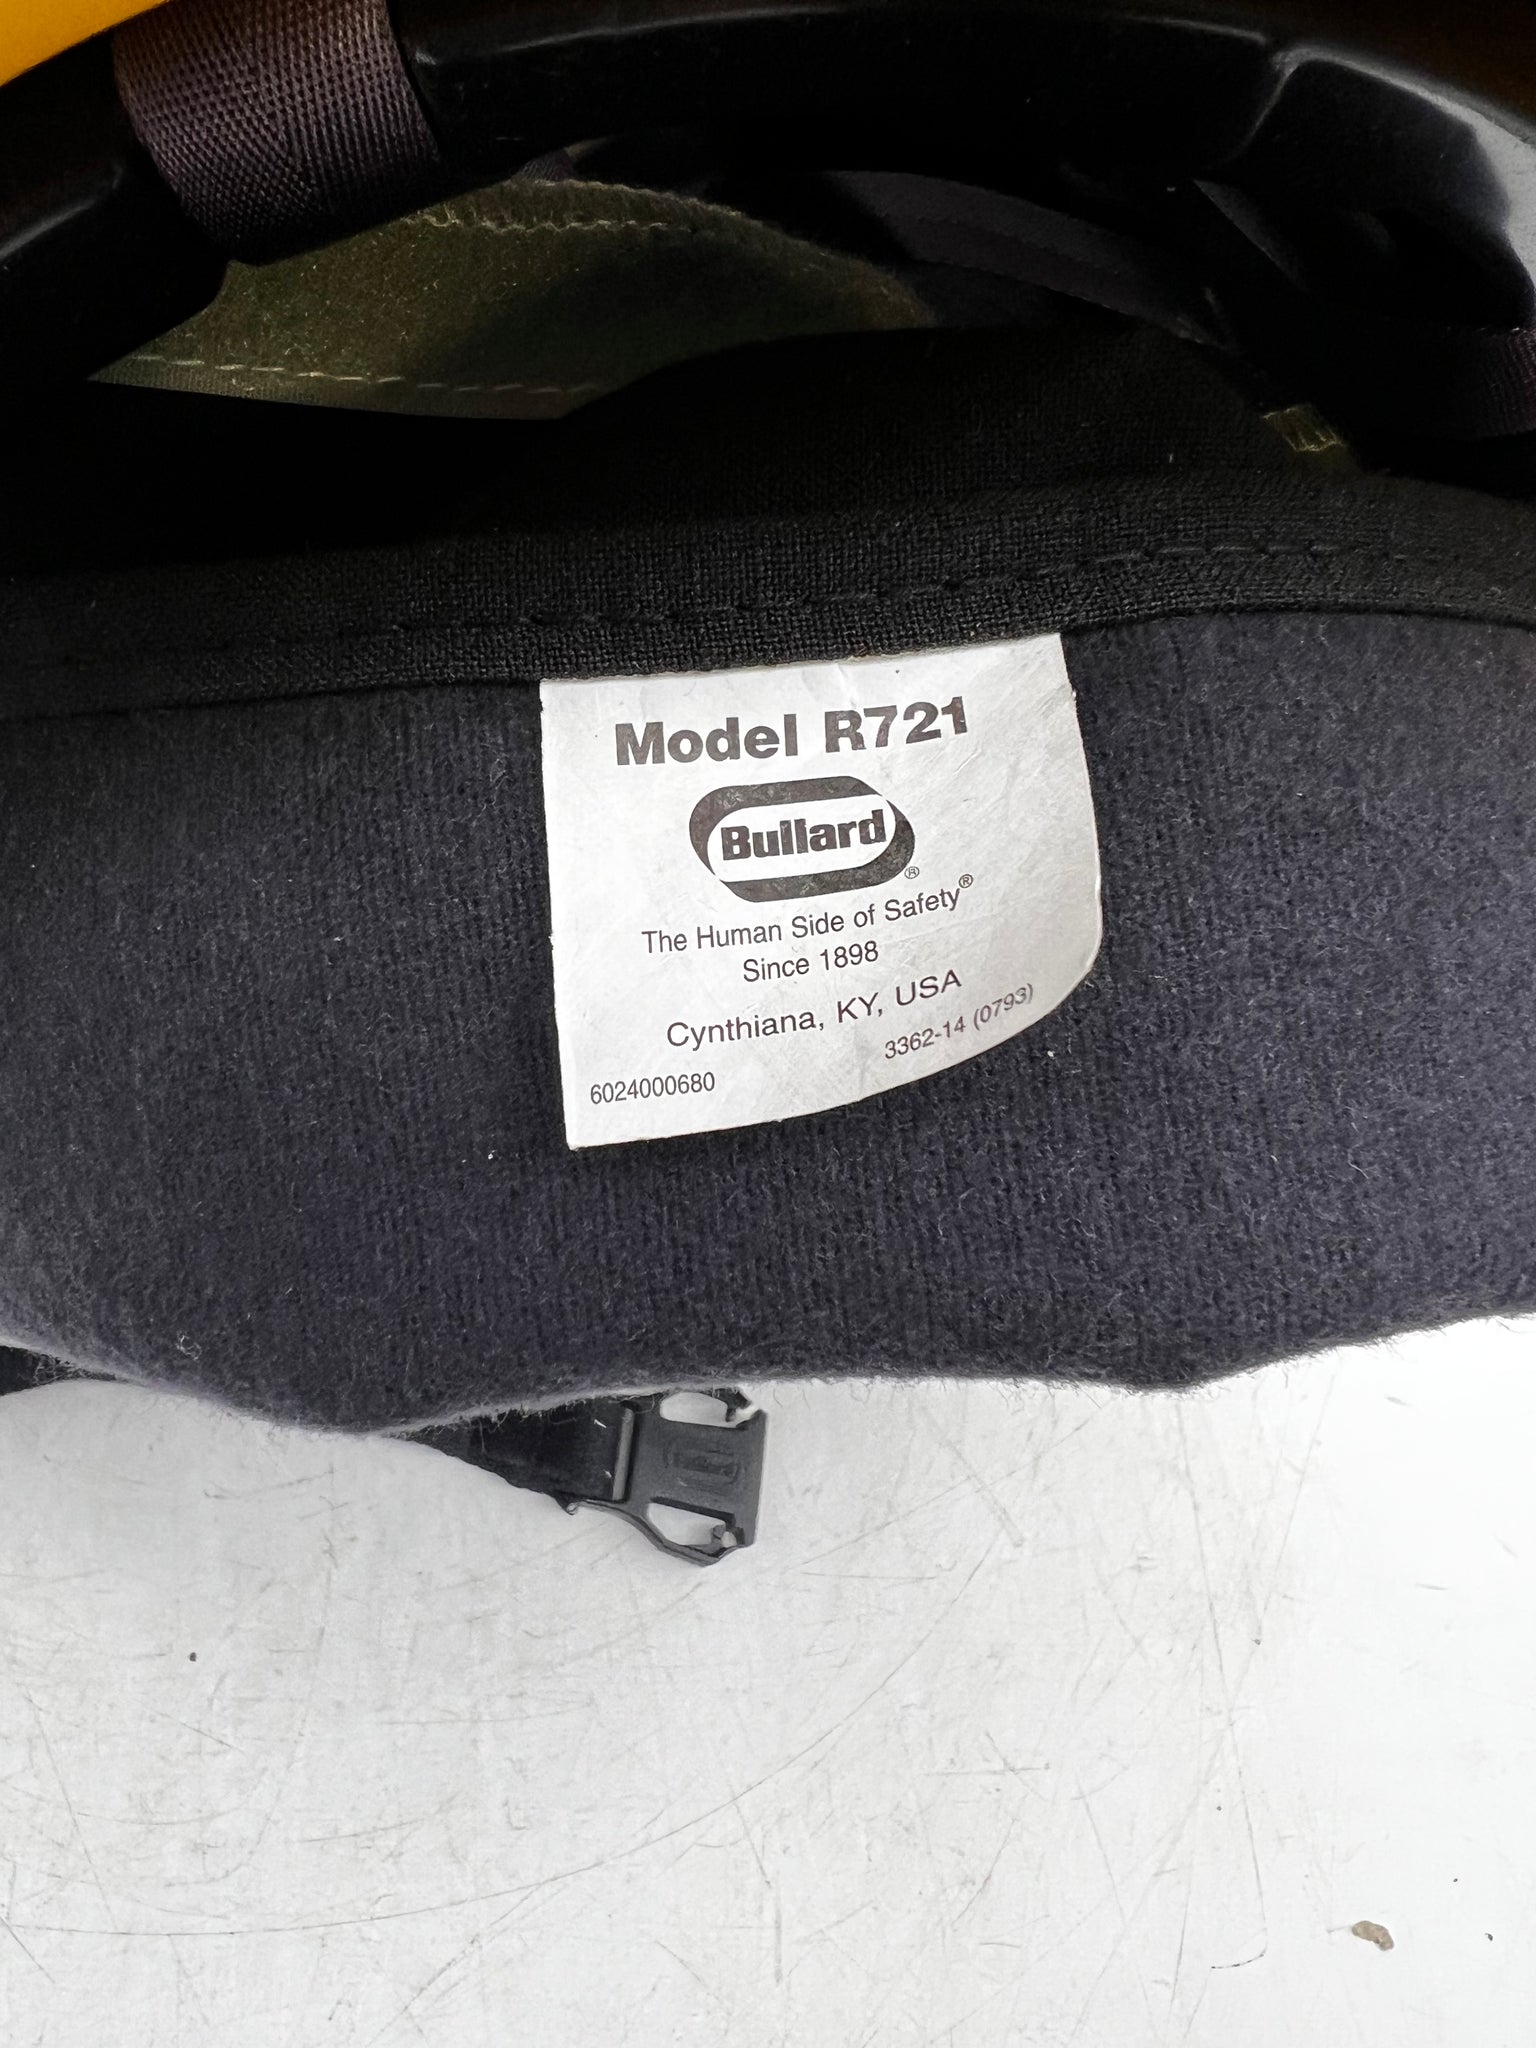 Model R721
Bullard®
The Human Side of Safety®
Since 1898
Cynthiana, KY, USA
3362-14 (0793)
6024000680